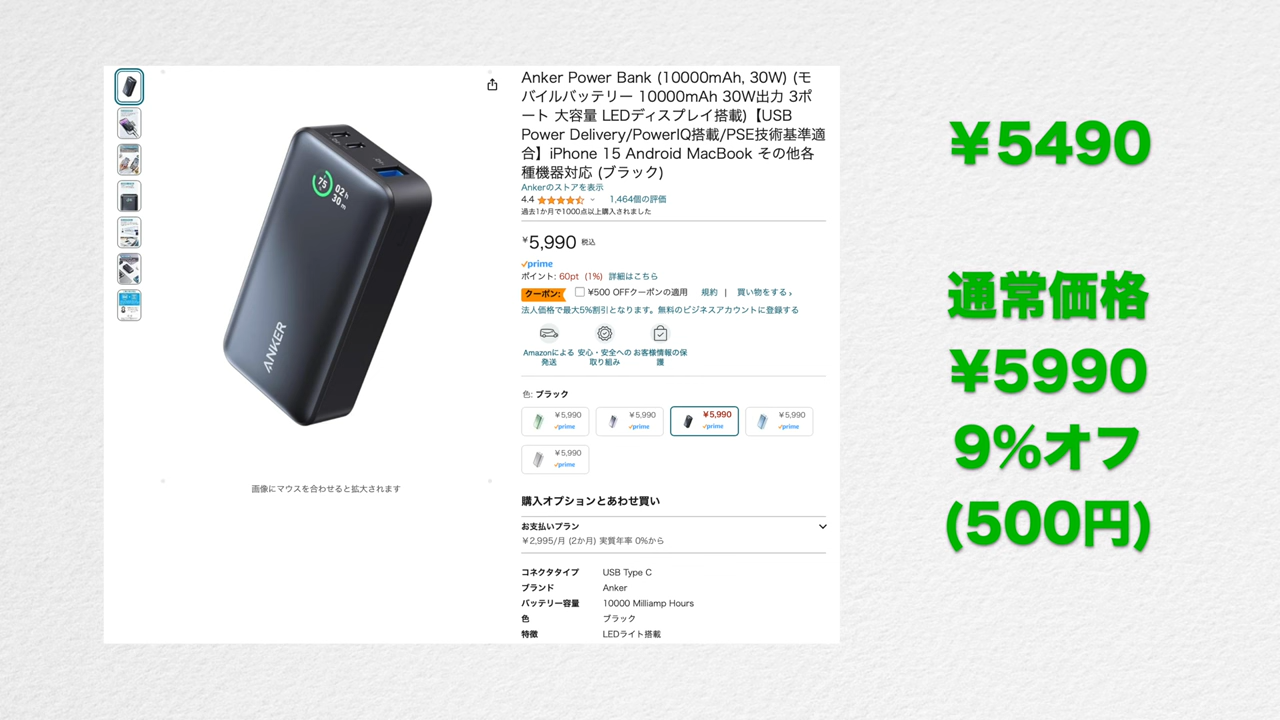 Anker Power Bank (10000mAh, 30W) (モ
バイルバッテリー 10000mAh 30W出力 3ポ
ート 大容量 LEDディスプレイ搭載)【USB
Power Delivery/PowerIQ搭載/PSE技術基準適
合】iPhone 15 Android MacBook その他各
種機器対応 (ブラック)
Ankerのストアを表示
4.4 1,464個の評価
過去1か月で1000点以上購入されました
¥5,990 税込
prime
ポイント: 60pt (1%) 詳細はこちら
クーポン: ¥500 OFFクーポンの適用 規約 | 買い物をする›
法人価格で最大5%割引となります。無料のビジネスアカウントに登録する
Amazonによる
発送
安心・安全への
取り組み
お客様情報の保
護
色: ブラック
¥5,990
prime
¥5,990
prime
¥5,990
prime
¥5,990
prime
¥5,990
prime
購入オプションとあわせ買い
お支払いプラン
¥2,995/月 (2か月) 実質年率 0%から
コネクタタイプ USB Type C
ブランド Anker
バッテリー容量 10000 Milliamp Hours
色 ブラック
特徴 LEDライト搭載
75
02h
30m
ANKER
画像にマウスを合わせると拡大されます
¥5490
通常価格
¥5990
9%オフ
(500円)